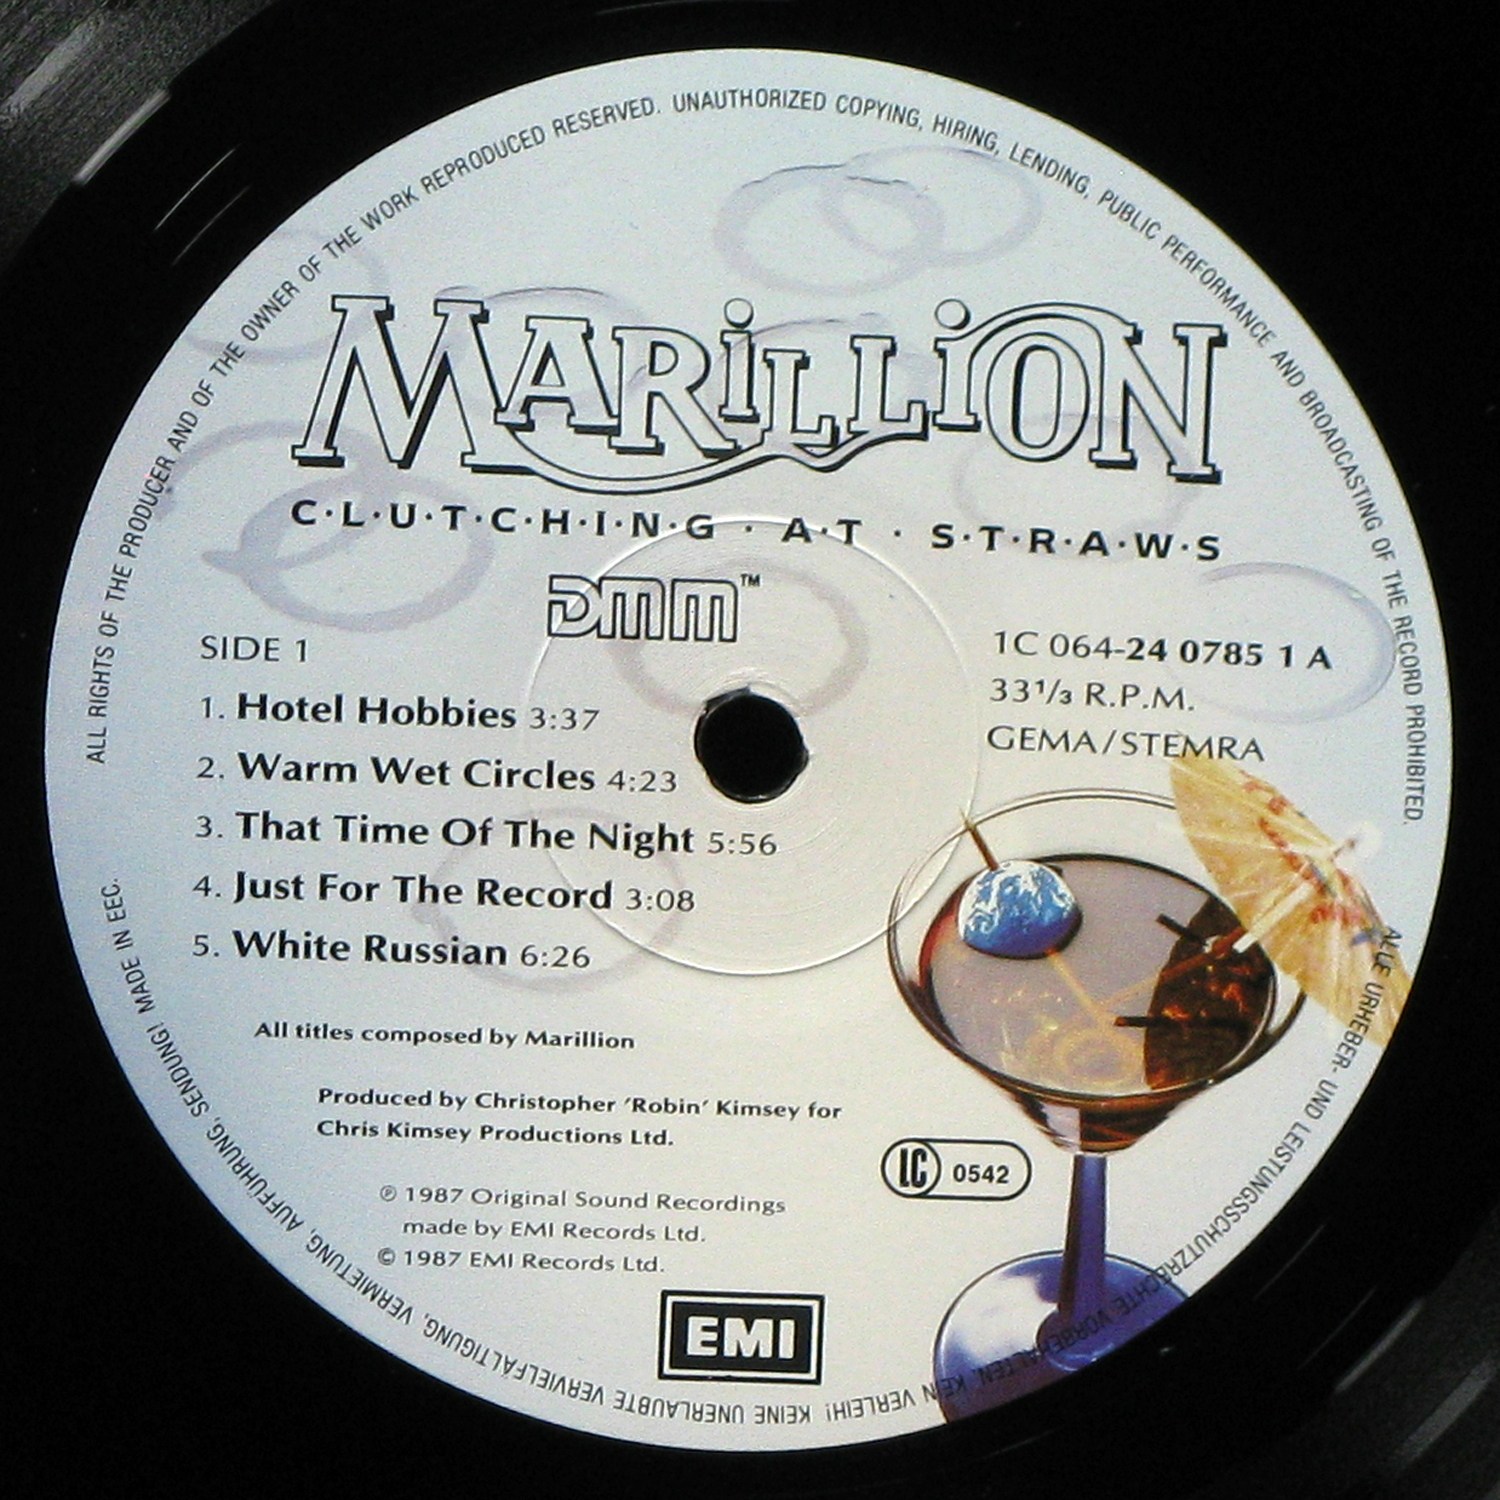 ALL RIGHTS OF THE PRODUCER AND OF THE OWNER OF THE WORK REPRODUCED RESERVED. UNAUTHORIZED COPYING, HIRING, LENDING, PUBLIC PERFORMANCE AND BROADCASTING OF THE RECORD PROHIBITED.
MARILLION
C·L·U·T·C·H·I·N·G · A·T · S·T·R·A·W·S
DMM™
SIDE 1
1. Hotel Hobbies 3:37
2. Warm Wet Circles 4:23
3. That Time Of The Night 5:56
4. Just For The Record 3:08
5. White Russian 6:26
1C 064-24 0785 1 A
33¹/₃ R.P.M.
GEMA/STEMRA
All titles composed by Marillion
Produced by Christopher 'Robin' Kimsey for
Chris Kimsey Productions Ltd.
℗ 1987 Original Sound Recordings
made by EMI Records Ltd.
© 1987 EMI Records Ltd.
LC 0542
EMI
ALLE URHEBER- UND LEISTUNGSSCHUTZRECHTE VORBEHALTEN. KEIN VERLEIH! KEINE UNERLAUBTE VERVIELFÄLTIGUNG, VERMIETUNG, AUFFÜHRUNG, SENDUNG! MADE IN EEC.